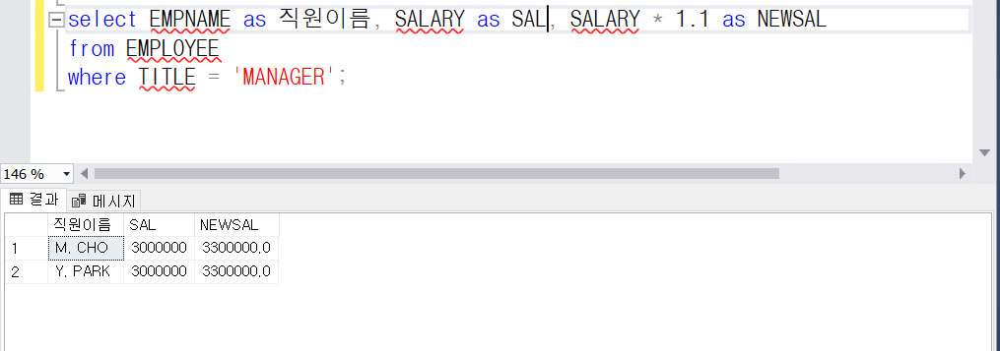 select EMPNAME as 직원이름, SALARY as SAL, SALARY * 1.1 as NEWSAL
from EMPLOYEE
where TITLE = 'MANAGER';
146 %
결과 메시지
직원이름 SAL NEWSAL
1 M. CHO 3000000 3300000.0
2 Y. PARK 3000000 3300000.0